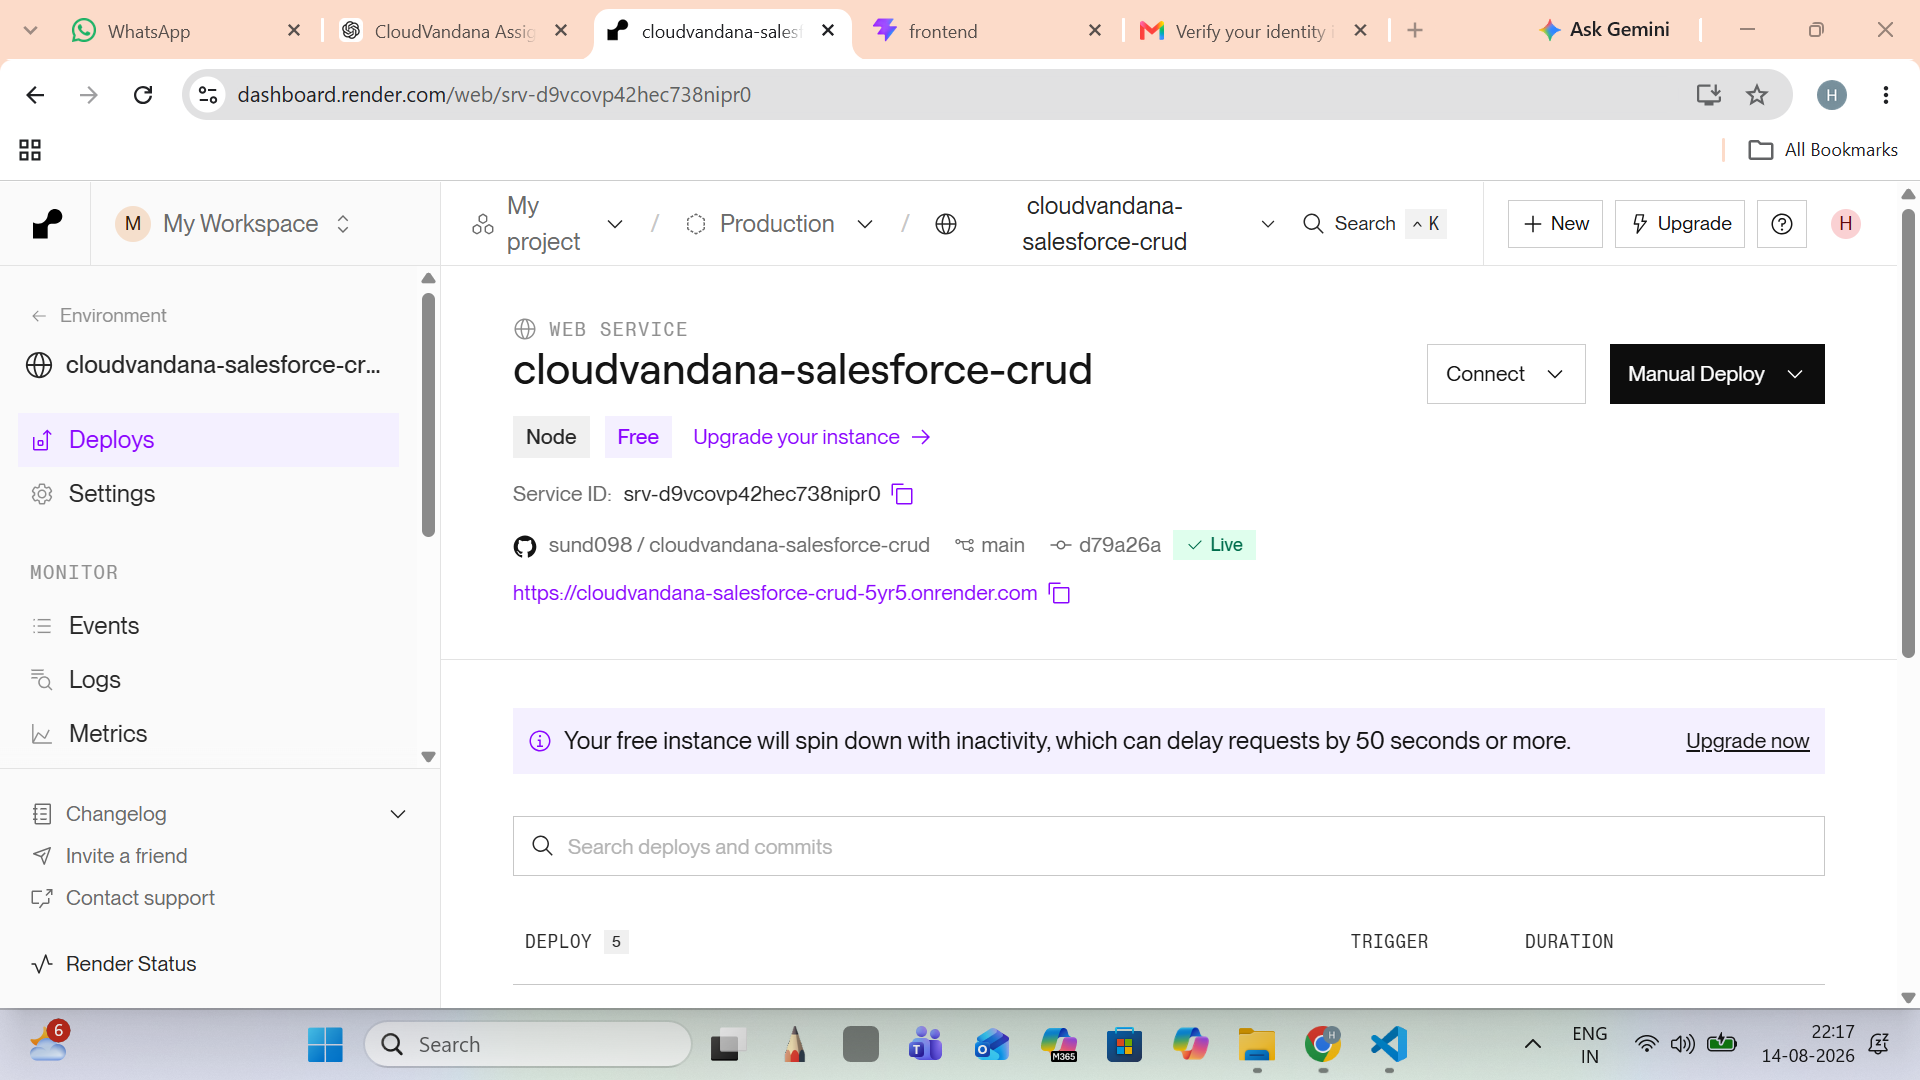 WhatsApp
CloudVandana Assig
cloudvandana-sales
frontend
Verify your identity i
Ask Gemini
dashboard.render.com/web/srv-d9vcovp42hec738nipr0
H
All Bookmarks
M My Workspace
My project / Production / cloudvandana-salesforce-crud
Search ^ K
+ New
Upgrade
H
← Environment
cloudvandana-salesforce-cr...
Deploys
Settings
MONITOR
Events
Logs
Metrics
Changelog
Invite a friend
Contact support
Render Status
WEB SERVICE
cloudvandana-salesforce-crud
Connect
Manual Deploy
Node Free Upgrade your instance →
Service ID: srv-d9vcovp42hec738nipr0
sund098 / cloudvandana-salesforce-crud main d79a26a ✓ Live
https://cloudvandana-salesforce-crud-5yr5.onrender.com
Your free instance will spin down with inactivity, which can delay requests by 50 seconds or more. Upgrade now
Search deploys and commits
DEPLOY 5 TRIGGER DURATION
6
Search
M365
ENG
IN
22:17
14-08-2026